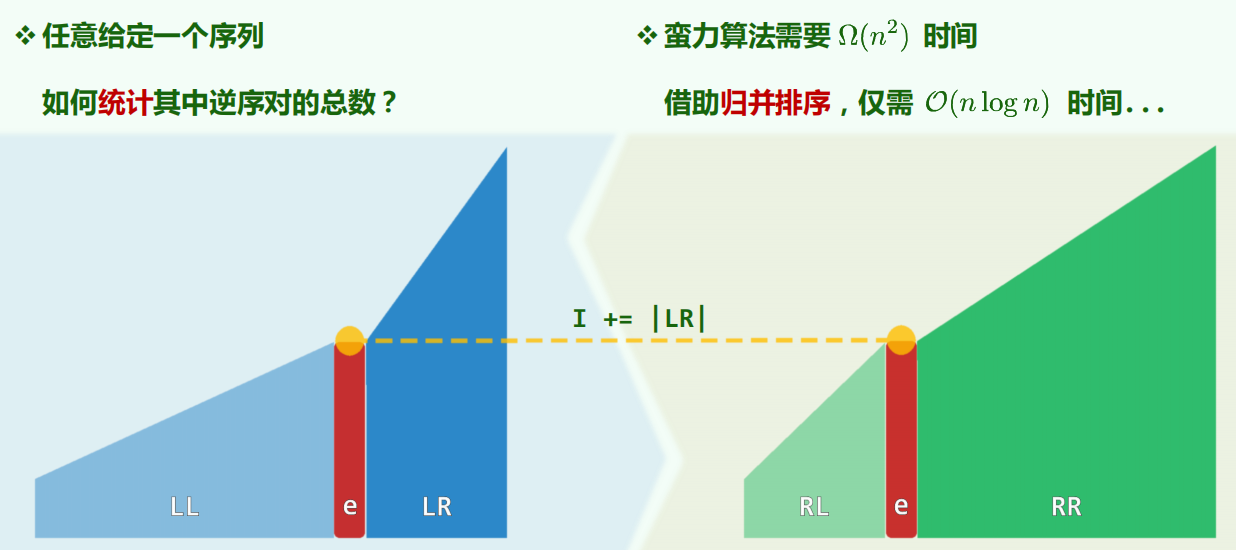 ❖ 任意给定一个序列
如何统计其中逆序对的总数？
❖ 蛮力算法需要 Ω(n²) 时间
借助归并排序，仅需 𝒪(n log n) 时间...
I += |LR|
LL
e
LR
RL
e
RR